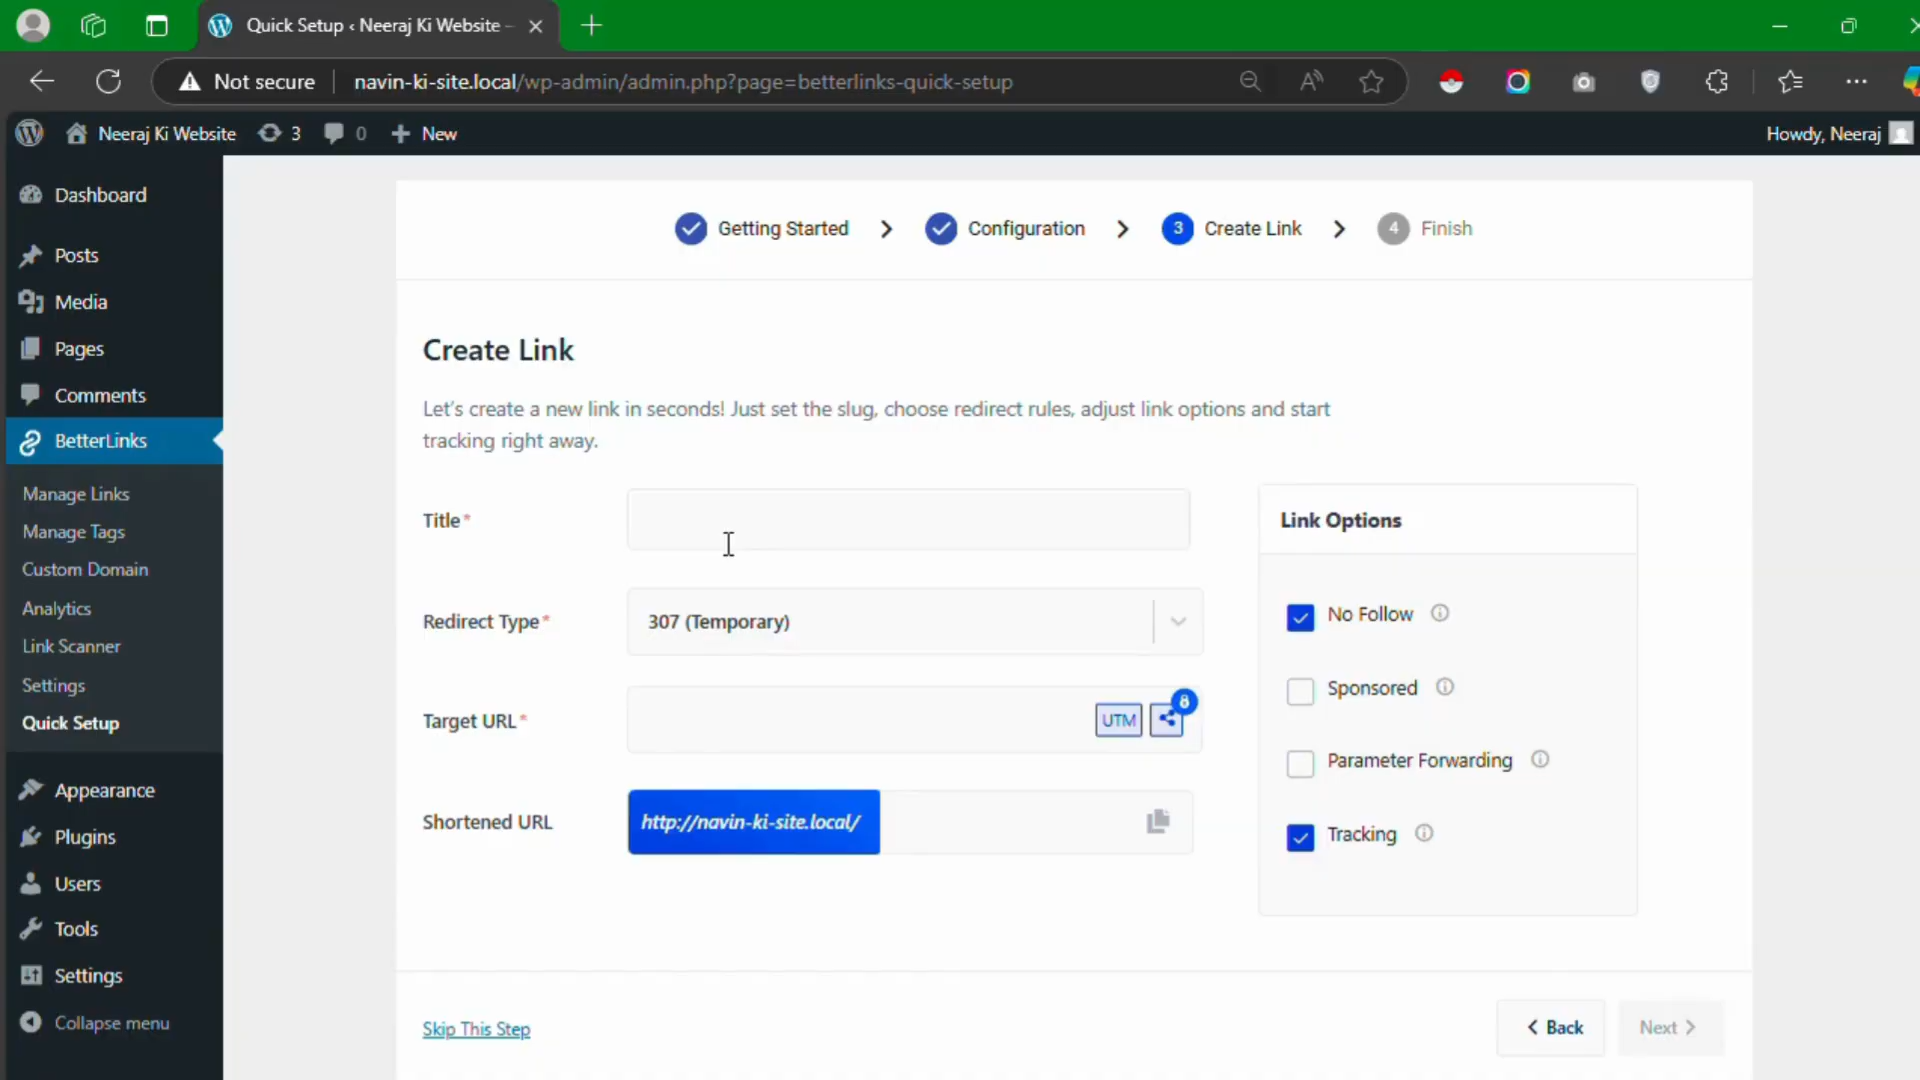 Quick Setup ‹ Neeraj Ki Website –
Not secure
navin-ki-site.local/wp-admin/admin.php?page=betterlinks-quick-setup
Neeraj Ki Website
3
0
New
Howdy, Neeraj
Dashboard
Posts
Media
Pages
Comments
BetterLinks
Manage Links
Manage Tags
Custom Domain
Analytics
Link Scanner
Settings
Quick Setup
Appearance
Plugins
Users
Tools
Settings
Collapse menu
Getting Started
Configuration
3 Create Link
4 Finish
Create Link
Let's create a new link in seconds! Just set the slug, choose redirect rules, adjust link options and start
tracking right away.
Title*
Redirect Type*
307 (Temporary)
Target URL*
UTM
8
Shortened URL
http://navin-ki-site.local/
Link Options
No Follow
Sponsored
Parameter Forwarding
Tracking
Skip This Step
Back
Next